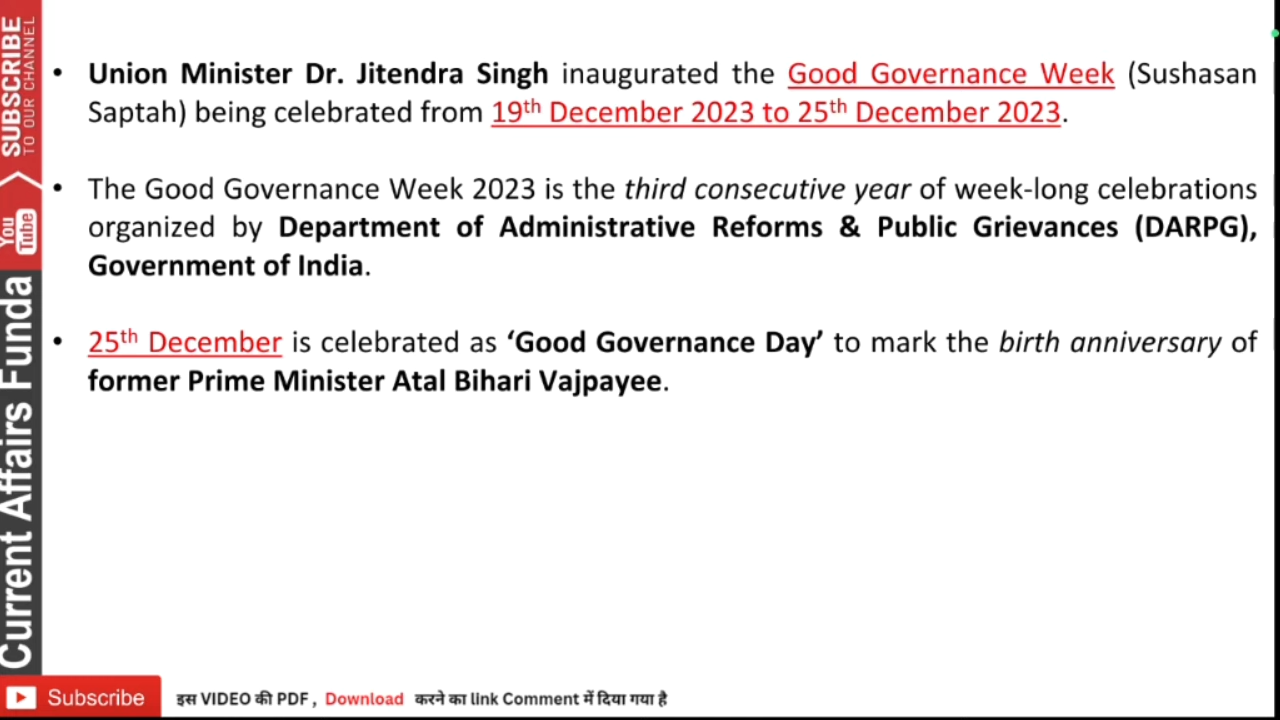 • Union Minister Dr. Jitendra Singh inaugurated the Good Governance Week (Sushasan
Saptah) being celebrated from 19th December 2023 to 25th December 2023.
• The Good Governance Week 2023 is the third consecutive year of week-long celebrations
organized by Department of Administrative Reforms & Public Grievances (DARPG),
Government of India.
• 25th December is celebrated as ‘Good Governance Day’ to mark the birth anniversary of
former Prime Minister Atal Bihari Vajpayee.
SUBSCRIBE
TO OUR CHANNEL
You
Tube
Current Affairs Funda
Subscribe
इस VIDEO की PDF , Download करने का link Comment में दिया गया है